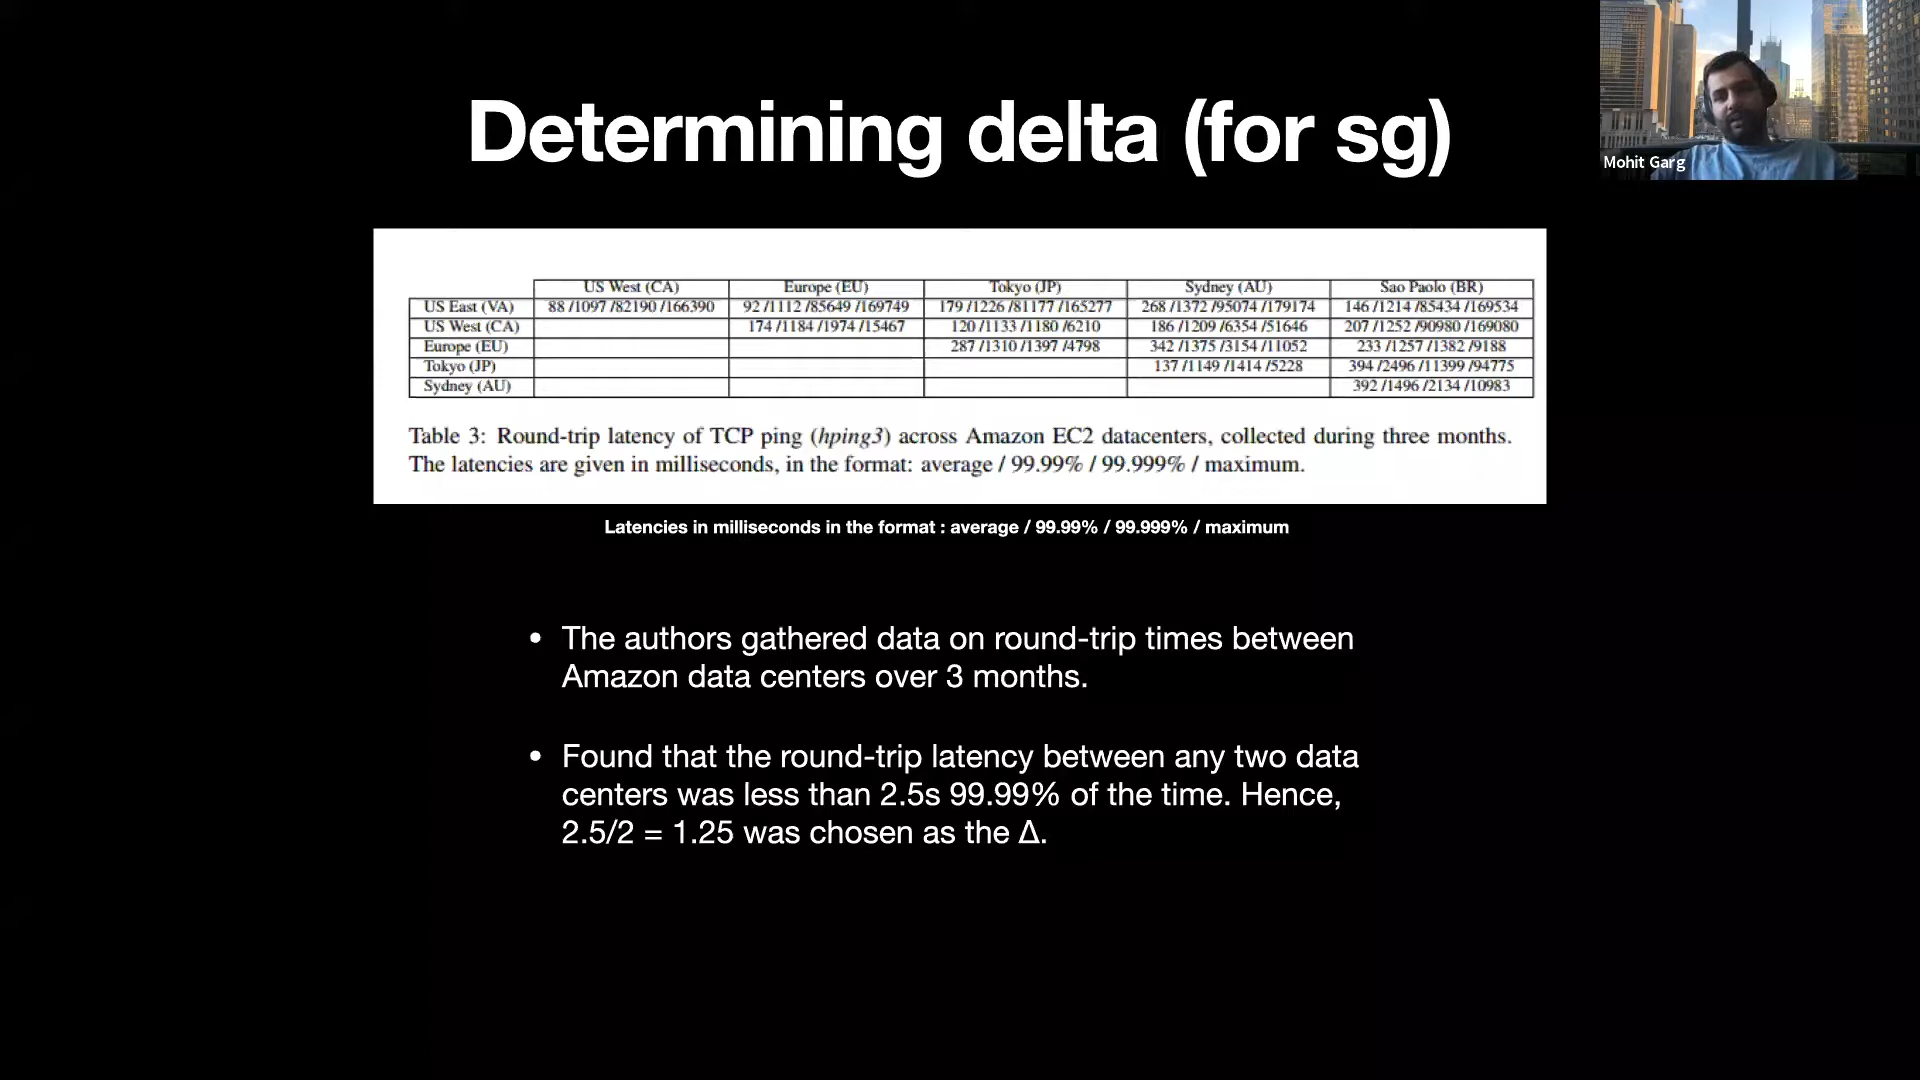 Determining delta (for sg)
Mohit Garg
US West (CA) Europe (EU) Tokyo (JP) Sydney (AU) Sao Paolo (BR)
US East (VA) 88 /1097 /82190 /166390 92 /1112 /85649 /169749 179 /1226 /81177 /165277 268 /1372 /95074 /179174 146 /1214 /85434 /169534
US West (CA) 174 /1184 /1974 /15467 120 /1133 /1180 /6210 186 /1209 /6354 /51646 207 /1252 /90980 /169080
Europe (EU) 287 /1310 /1397 /4798 342 /1375 /3154 /11052 233 /1257 /1382 /9188
Tokyo (JP) 137 /1149 /1414 /5228 394 /2496 /11399 /94775
Sydney (AU) 392 /1496 /2134 /10983
Table 3: Round-trip latency of TCP ping (hping3) across Amazon EC2 datacenters, collected during three months.
The latencies are given in milliseconds, in the format: average / 99.99% / 99.999% / maximum.
Latencies in milliseconds in the format : average / 99.99% / 99.999% / maximum
• The authors gathered data on round-trip times between
Amazon data centers over 3 months.
• Found that the round-trip latency between any two data
centers was less than 2.5s 99.99% of the time. Hence,
2.5/2 = 1.25 was chosen as the Δ.